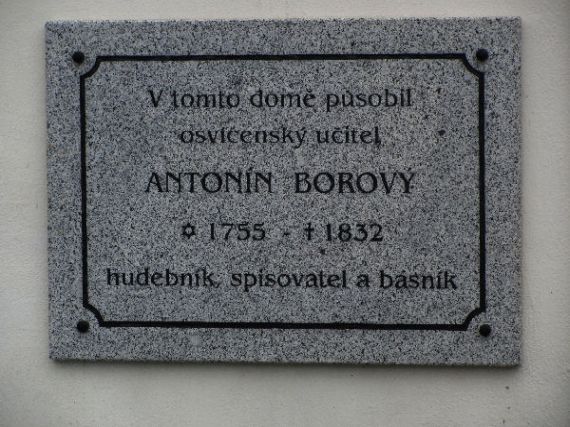 V tomto domě působil
osvícenský učitel
ANTONÍN BOROVÝ
✡ 1755 - † 1832
hudebník, spisovatel a básník